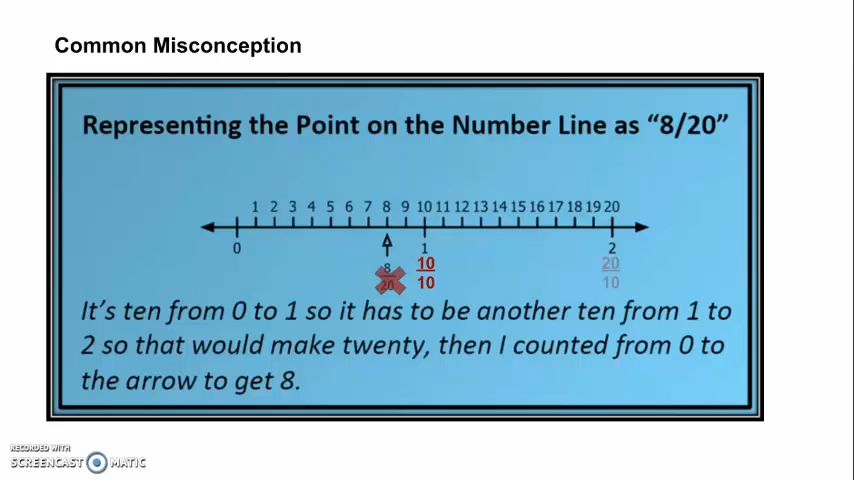 Common Misconception
Representing the Point on the Number Line as “8/20”
1 2 3 4 5 6 7 8 9 10 11 12 13 14 15 16 17 18 19 20
0 1 2
8 10 20
20 10 10
It’s ten from 0 to 1 so it has to be another ten from 1 to
2 so that would make twenty, then I counted from 0 to
the arrow to get 8.
RECORDED WITH
SCREENCAST MATIC